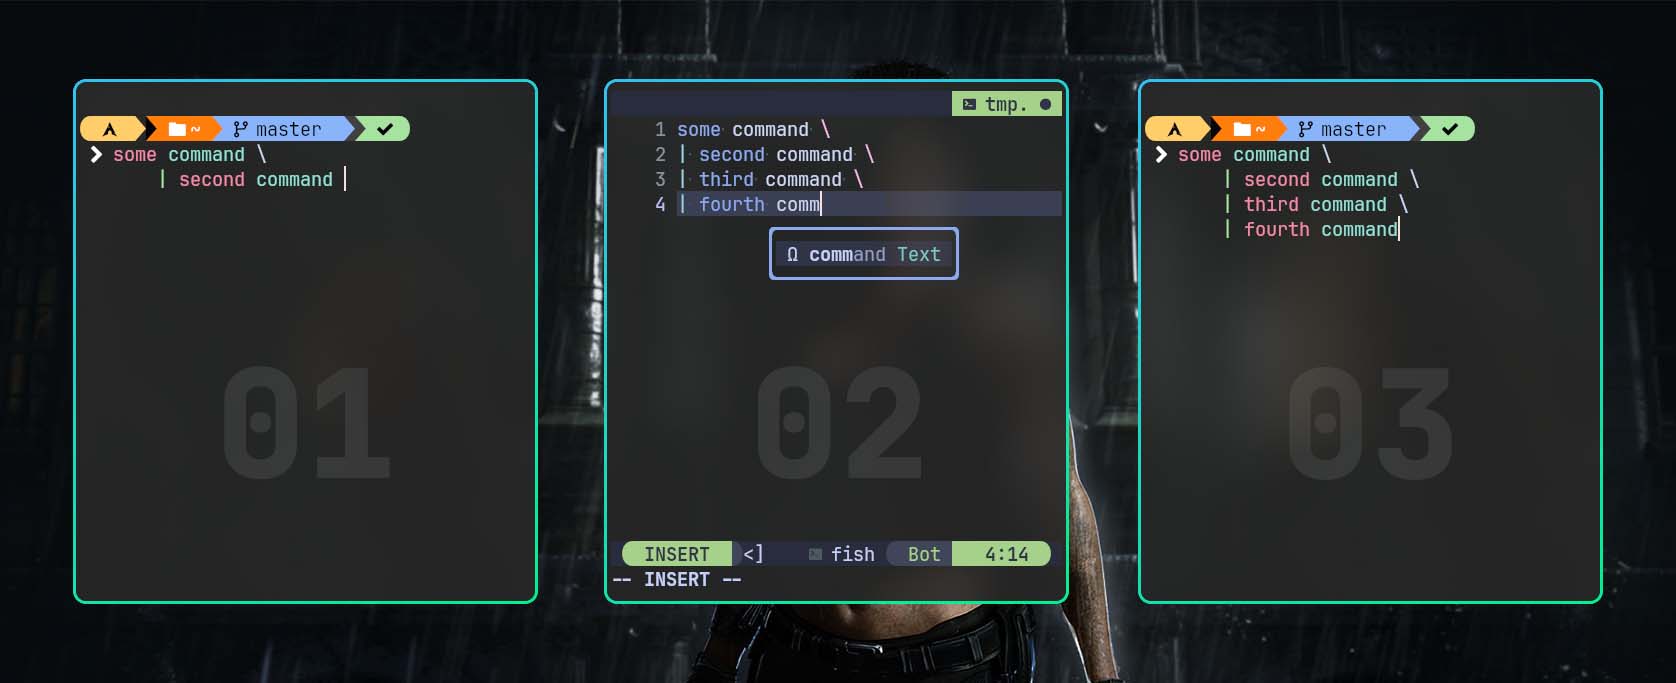 ~ master
some command \
| second command
01
tmp.
1 some command \
2 | second command \
3 | third command \
4 | fourth comm
Ω command Text
02
INSERT <] fish Bot 4:14
-- INSERT --
~ master
some command \
| second command \
| third command \
| fourth command
03